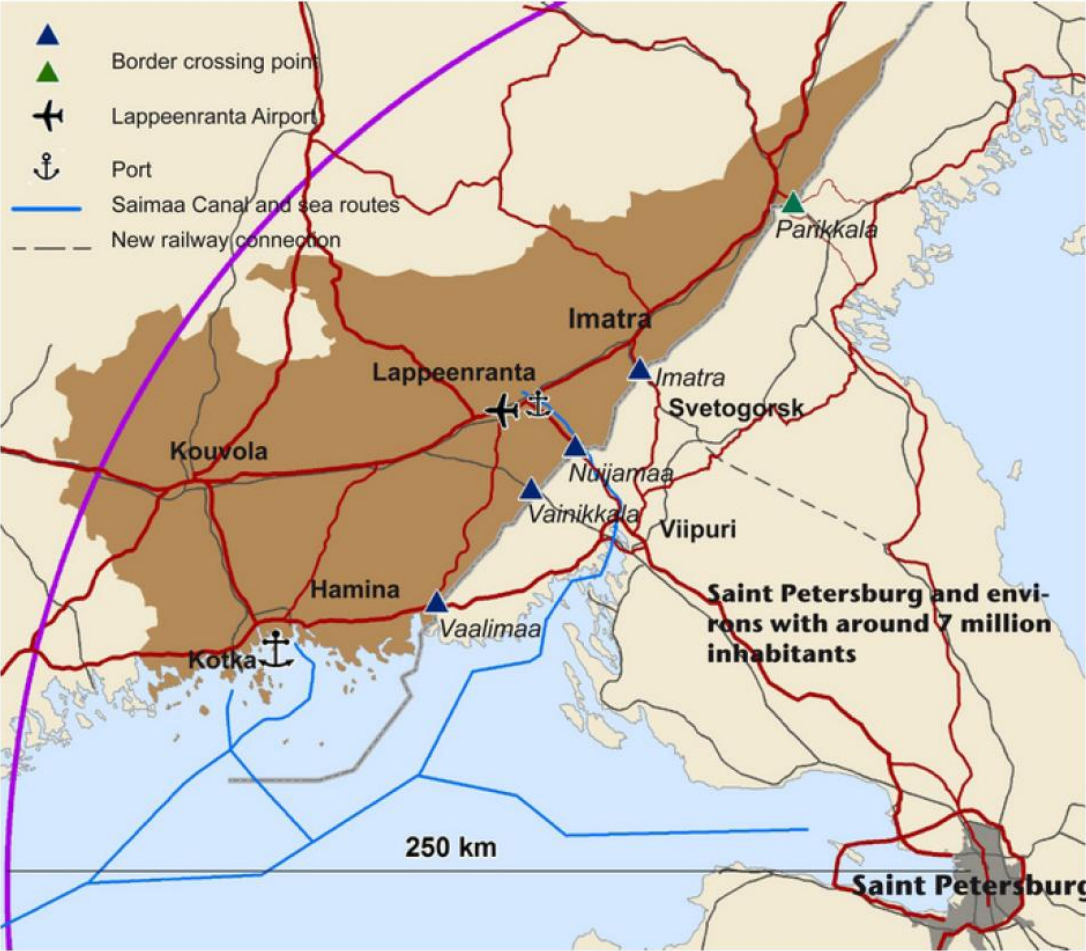 Border crossing point
Lappeenranta Airport
Port
Saimaa Canal and sea routes
New railway connection
Parikkala
Imatra
Lappeenranta
Imatra
Svetogorsk
Kouvola
Nuijamaa
Vainikkala
Viipuri
Hamina
Vaalimaa
Kotka
Saint Petersburg and envi-
rons with around 7 million
inhabitants
250 km
Saint Petersburg